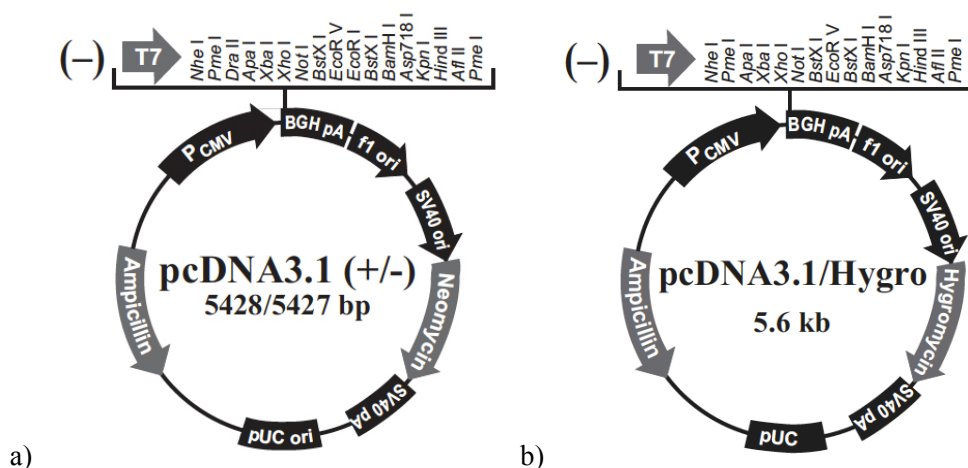 (–) T7 Nhe I Pme I Dra II Apa I Xba I Xho I Not I BstX I EcoR V EcoR I BstX I BamH I Asp718 I Kpn I Hind III Afl II Pme I
PCMV BGH pA f1 ori SV40 ori
Ampicillin Neomycin
pcDNA3.1 (+/-)
5428/5427 bp
pUC ori SV40 pA
a)
(–) T7 Nhe I Pme I Apa I Xba I Xho I Not I BstX I EcoR V BstX I BamH I Asp718 I Kpn I Hind III Afl II Pme I
PCMV BGH pA f1 ori SV40 ori
Ampicillin Hygromycin
pcDNA3.1/Hygro
5.6 kb
pUC SV40 pA
b)